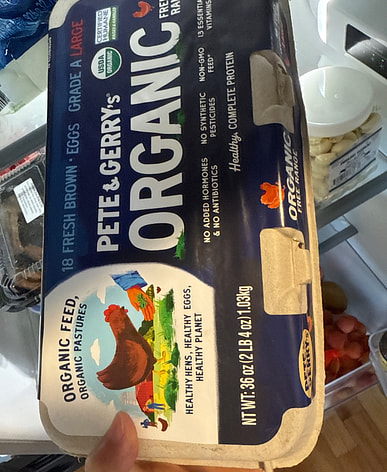 18 FRESH BROWN • EGGS GRADE A LARGE
CERTIFIED
HUMANE
USDA
ORGANIC
PETE & GERRY'S
ORGANIC
FREE
13 ESSENTIAL
VITAMINS
NON-GMO
FEED
NO SYNTHETIC
PESTICIDES
NO ADDED HORMONES
& NO ANTIBIOTICS
Healthy, COMPLETE PROTEIN
ORGANIC FEED,
ORGANIC PASTURES
HEALTHY HENS, HEALTHY EGGS,
HEALTHY PLANET
ORGANIC
FREE RANGE
NT WT: 36 oz (2 LB 4 oz) 1.03kg